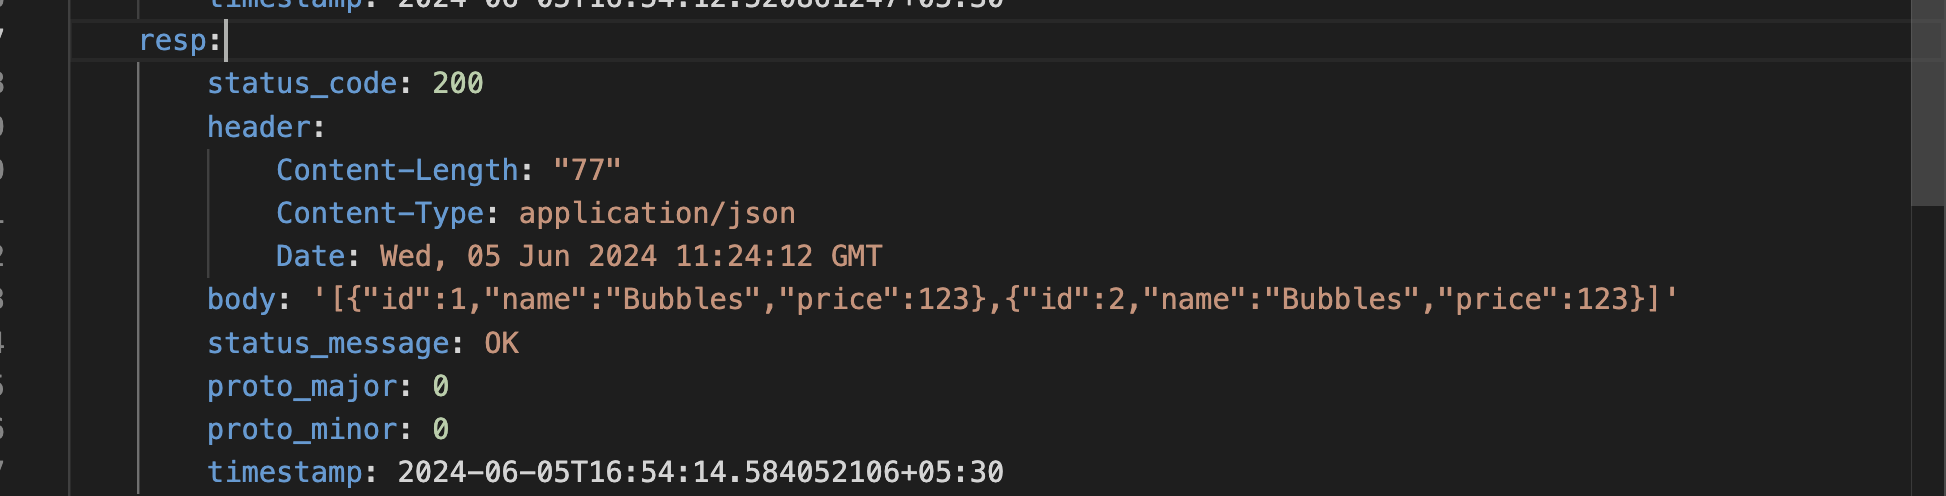 timestamp: 2024-06-05T16:54:12.520861247+05:30
resp:
status_code: 200
header:
Content-Length: "77"
Content-Type: application/json
Date: Wed, 05 Jun 2024 11:24:12 GMT
body: '[{"id":1,"name":"Bubbles","price":123},{"id":2,"name":"Bubbles","price":123}]'
status_message: OK
proto_major: 0
proto_minor: 0
timestamp: 2024-06-05T16:54:14.584052106+05:30